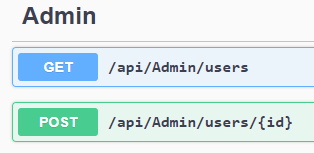 Admin
GET /api/Admin/users
POST /api/Admin/users/{id}